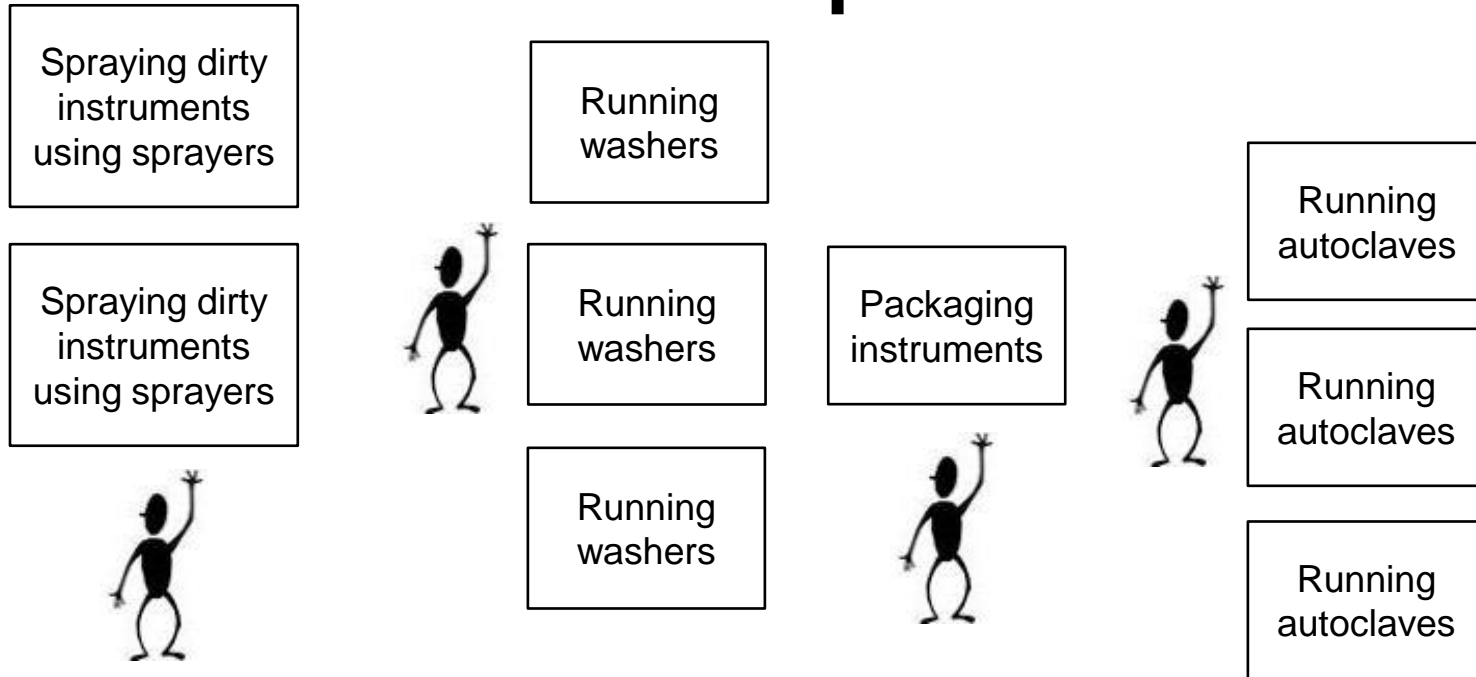 Spraying dirty
instruments
using sprayers
Spraying dirty
instruments
using sprayers
Running
washers
Running
washers
Running
washers
Packaging
instruments
Running
autoclaves
Running
autoclaves
Running
autoclaves